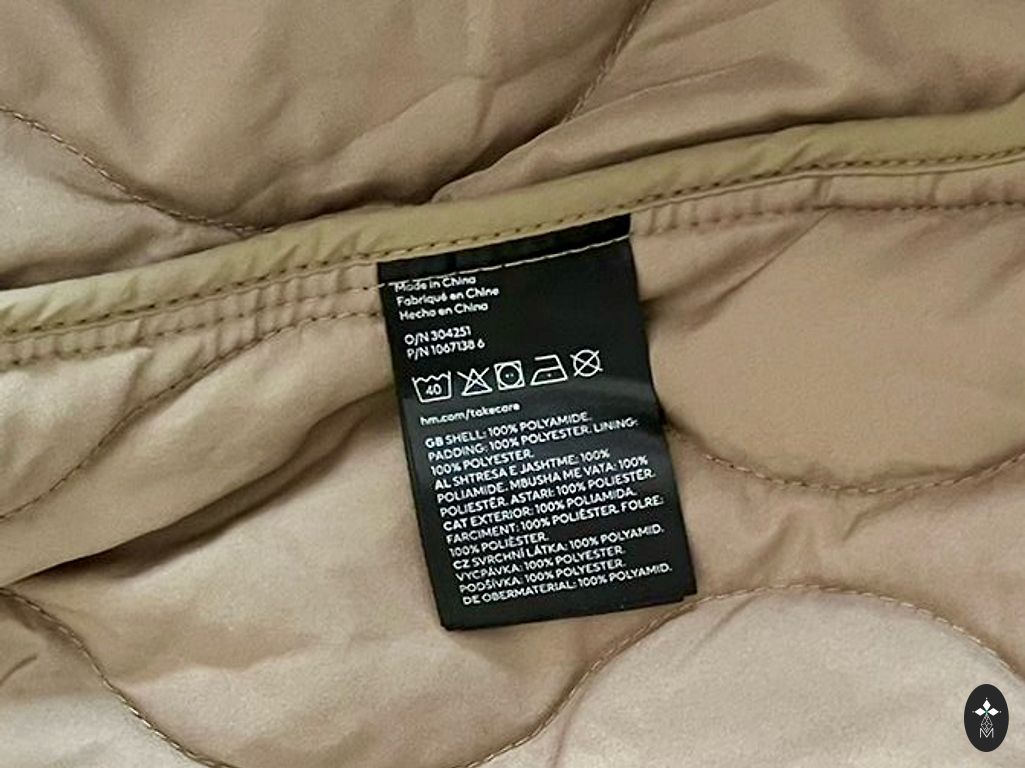 Made in China
Fabriqué en Chine
Hecho en China
O/N 304251
P/N 1067138 6
40
hm.com/takecare
GB SHELL: 100% POLYAMIDE.
PADDING: 100% POLYESTER. LINING:
100% POLYESTER.
AL SHTRESA E JASHTME: 100%
POLIAMIDE. MBUSHA ME VATA: 100%
POLIESTËR. ASTARI: 100% POLIESTËR.
CAT EXTERIOR: 100% POLIAMIDA.
FARCIMENT: 100% POLIÈSTER. FOLRE:
100% POLIÈSTER.
CZ SVRCHNÍ LÁTKA: 100% POLYAMID.
VYCPÁVKA: 100% POLYESTER.
PODŠÍVKA: 100% POLYESTER.
DE OBERMATERIAL: 100% POLYAMID.
M